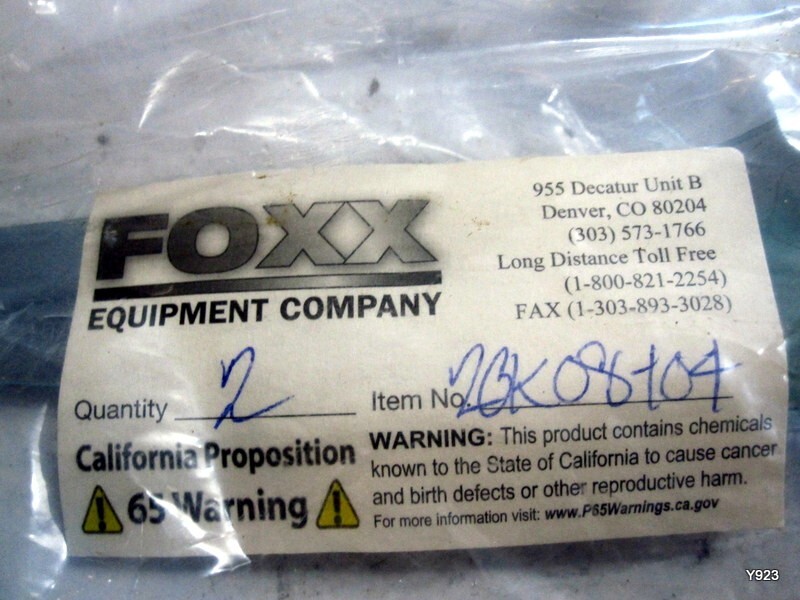 FOXX
EQUIPMENT COMPANY
955 Decatur Unit B
Denver, CO 80204
(303) 573-1766
Long Distance Toll Free
(1-800-821-2254)
FAX (1-303-893-3028)
Quantity 2
Item No. 2BK08404
California Proposition
65 Warning
WARNING: This product contains chemicals
known to the State of California to cause cancer
and birth defects or other reproductive harm.
For more information visit: www.P65Warnings.ca.gov
Y923